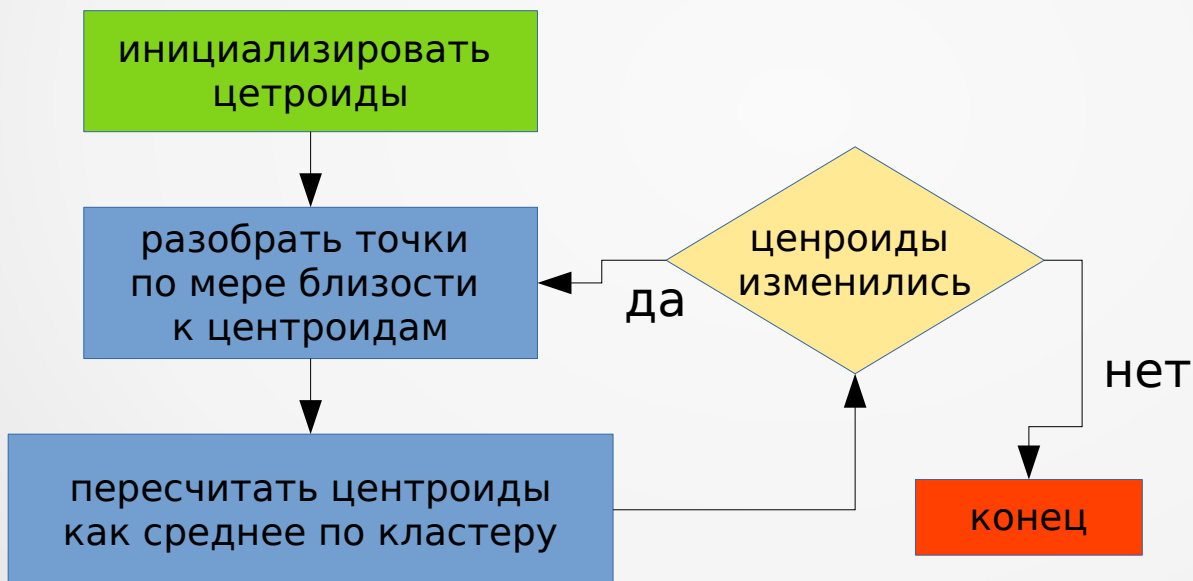 инициализировать
цетроиды
разобрать точки
по мере близости
к центроидам
пересчитать центроиды
как среднее по кластеру
ценроиды
изменились
да
нет
конец